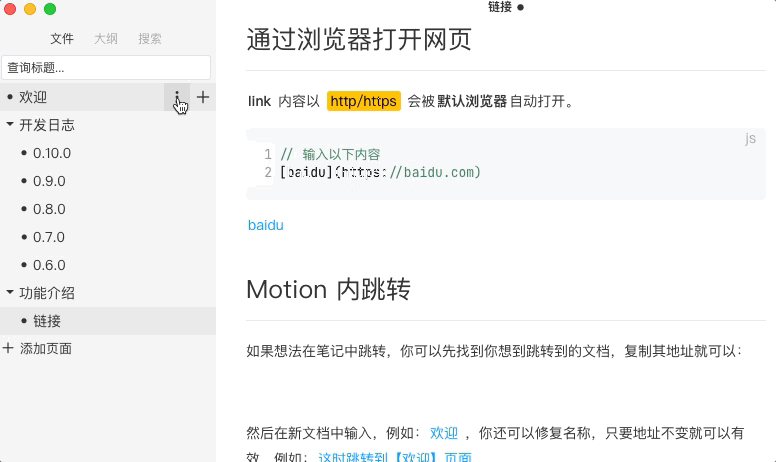 链接 ●
文件 大纲 搜索
查询标题...
欢迎
开发日志
0.10.0
0.9.0
0.8.0
0.7.0
0.6.0
功能介绍
链接
添加页面
通过浏览器打开网页
link 内容以 http/https 会被默认浏览器自动打开。
js
1 // 输入以下内容
2 [baidu](https://baidu.com)
baidu
Motion 内跳转
如果想法在笔记中跳转，你可以先找到你想到跳转到的文档，复制其地址就可以：
然后在新文档中输入，例如： 欢迎 ，你还可以修复名称，只要地址不变就可以有
效，例如： 这时跳转到【欢迎】页面